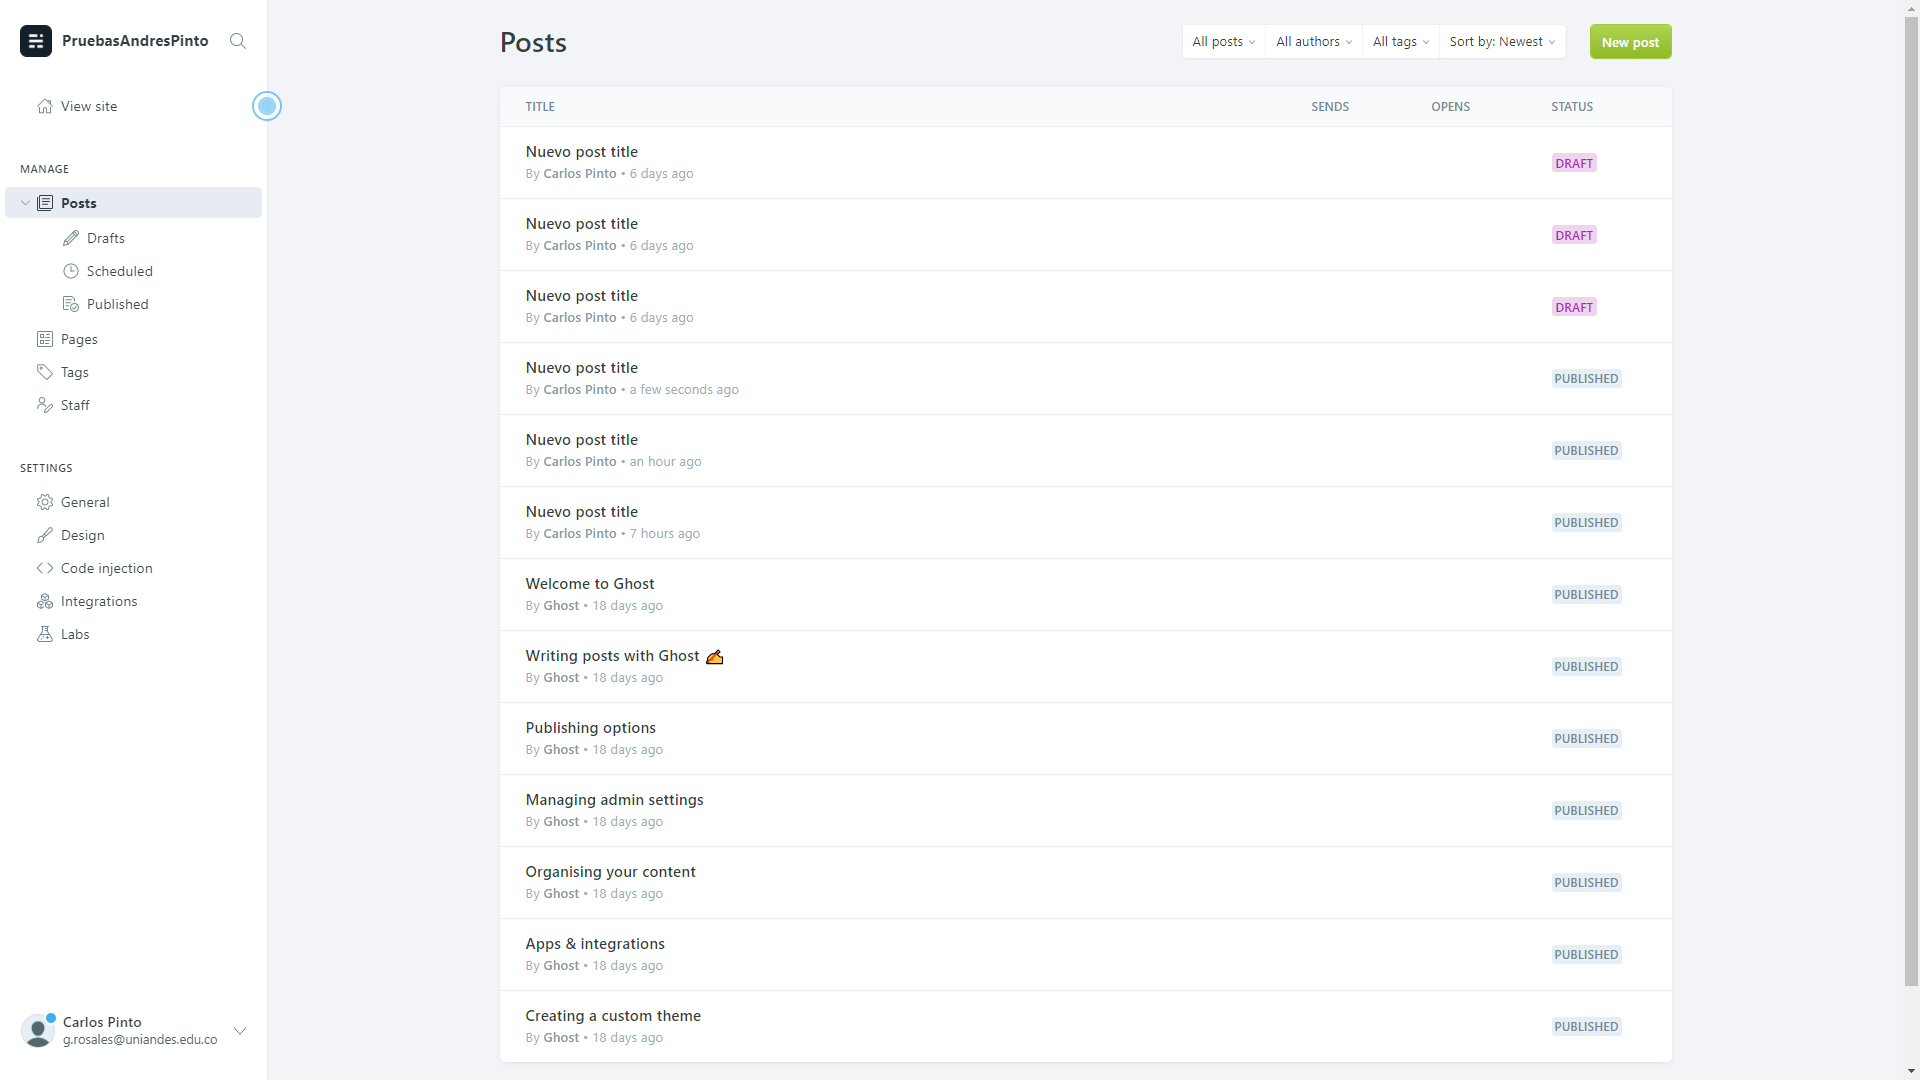 PruebasAndresPinto
View site
MANAGE
Posts
Drafts
Scheduled
Published
Pages
Tags
Staff
SETTINGS
General
Design
Code injection
Integrations
Labs
Carlos Pinto
g.rosales@uniandes.edu.co
Posts
All posts All authors All tags Sort by: Newest New post
TITLE SENDS OPENS STATUS
Nuevo post title
By Carlos Pinto • 6 days ago
DRAFT
Nuevo post title
By Carlos Pinto • 6 days ago
DRAFT
Nuevo post title
By Carlos Pinto • 6 days ago
DRAFT
Nuevo post title
By Carlos Pinto • a few seconds ago
PUBLISHED
Nuevo post title
By Carlos Pinto • an hour ago
PUBLISHED
Nuevo post title
By Carlos Pinto • 7 hours ago
PUBLISHED
Welcome to Ghost
By Ghost • 18 days ago
PUBLISHED
Writing posts with Ghost ✍
By Ghost • 18 days ago
PUBLISHED
Publishing options
By Ghost • 18 days ago
PUBLISHED
Managing admin settings
By Ghost • 18 days ago
PUBLISHED
Organising your content
By Ghost • 18 days ago
PUBLISHED
Apps & integrations
By Ghost • 18 days ago
PUBLISHED
Creating a custom theme
By Ghost • 18 days ago
PUBLISHED